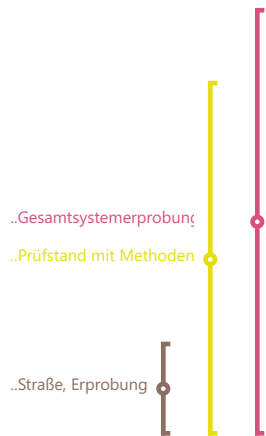 ..Gesamtsystemerprobung
..Prüfstand mit Methoden
..Straße, Erprobung